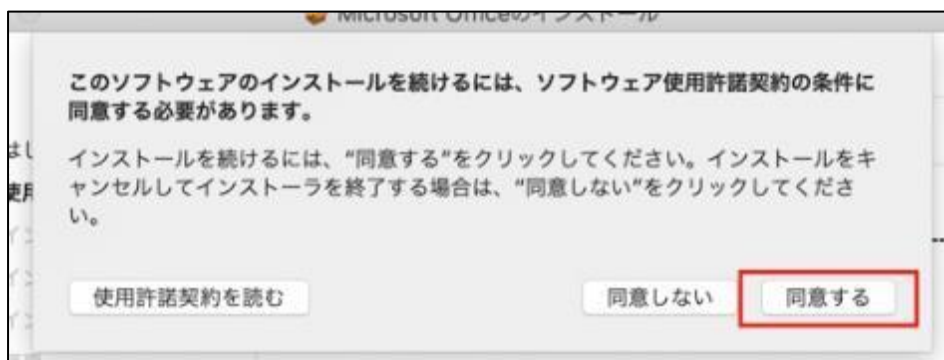 Microsoft Officeのインストール
このソフトウェアのインストールを続けるには、ソフトウェア使用許諾契約の条件に
同意する必要があります。
インストールを続けるには、“同意する”をクリックしてください。インストールをキ
ャンセルしてインストーラを終了する場合は、“同意しない”をクリックしてくださ
い。
使用許諾契約を読む
同意しない
同意する